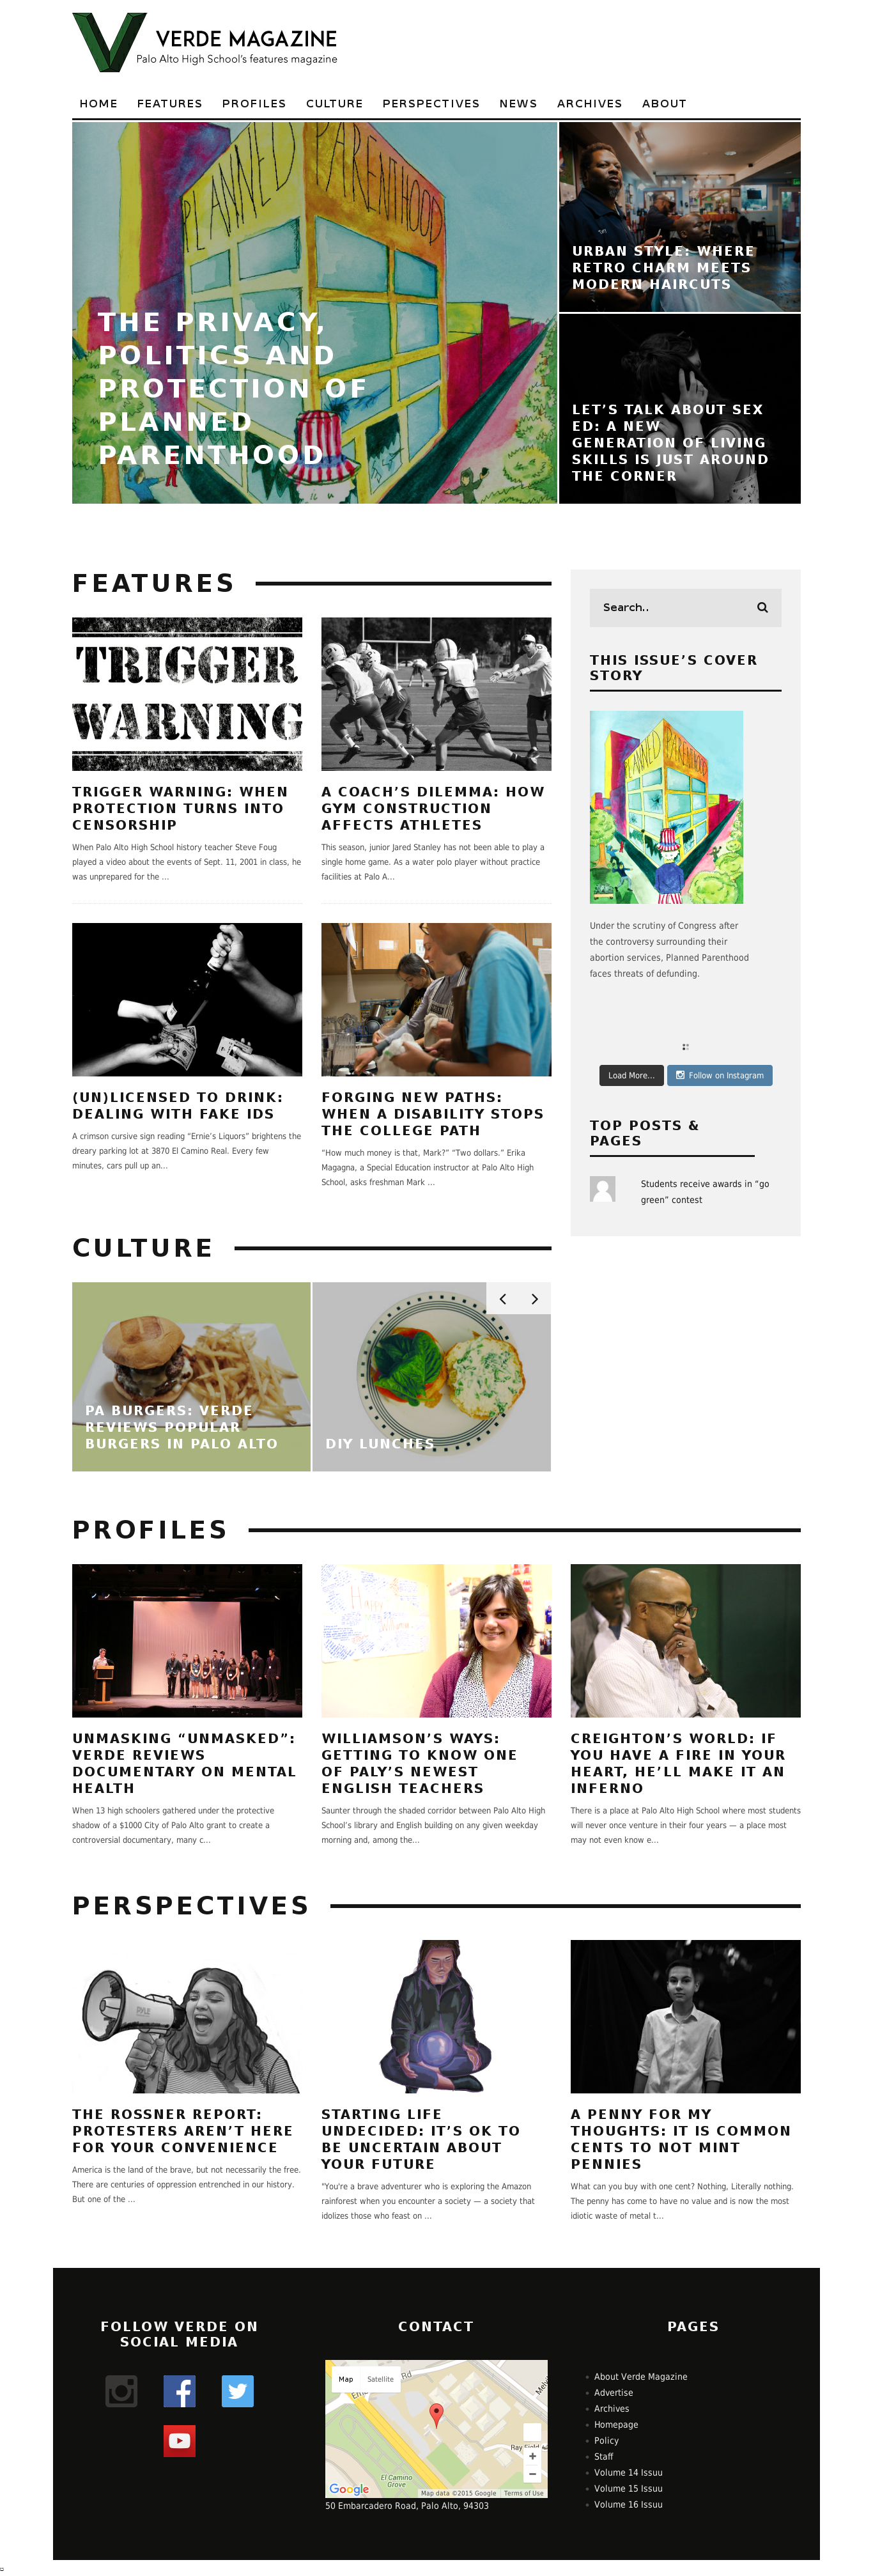 VERDE MAGAZINE
Palo Alto High School's features magazine
HOME FEATURES PROFILES CULTURE PERSPECTIVES NEWS ARCHIVES ABOUT
PLANNED PARENTHOOD
THE PRIVACY,
POLITICS AND
PROTECTION OF
PLANNED
PARENTHOOD
URBAN STYLE: WHERE
RETRO CHARM MEETS
MODERN HAIRCUTS
LET’S TALK ABOUT SEX
ED: A NEW
GENERATION OF LIVING
SKILLS IS JUST AROUND
THE CORNER
FEATURES
TRIGGER
WARNING
TRIGGER WARNING: WHEN
PROTECTION TURNS INTO
CENSORSHIP
When Palo Alto High School history teacher Steve Foug
played a video about the events of Sept. 11, 2001 in class, he
was unprepared for the ...
A COACH’S DILEMMA: HOW
GYM CONSTRUCTION
AFFECTS ATHLETES
This season, junior Jared Stanley has not been able to play a
single home game. As a water polo player without practice
facilities at Palo A...
(UN)LICENSED TO DRINK:
DEALING WITH FAKE IDS
A crimson cursive sign reading “Ernie’s Liquors” brightens the
dreary parking lot at 3870 El Camino Real. Every few
minutes, cars pull up an...
FORGING NEW PATHS:
WHEN A DISABILITY STOPS
THE COLLEGE PATH
“How much money is that, Mark?” “Two dollars.” Erika
Magagna, a Special Education instructor at Palo Alto High
School, asks freshman Mark ...
Search..
THIS ISSUE’S COVER
STORY
PLANNED PARENTHOOD
Under the scrutiny of Congress after
the controversy surrounding their
abortion services, Planned Parenthood
faces threats of defunding.
Load More...
Follow on Instagram
TOP POSTS &
PAGES
Students receive awards in “go
green” contest
CULTURE
PA BURGERS: VERDE
REVIEWS POPULAR
BURGERS IN PALO ALTO
DIY LUNCHES
PROFILES
UNMASKING “UNMASKED”:
VERDE REVIEWS
DOCUMENTARY ON MENTAL
HEALTH
When 13 high schoolers gathered under the protective
shadow of a $1000 City of Palo Alto grant to create a
controversial documentary, many c...
WILLIAMSON’S WAYS:
GETTING TO KNOW ONE
OF PALY’S NEWEST
ENGLISH TEACHERS
Saunter through the shaded corridor between Palo Alto High
School’s library and English building on any given weekday
morning and, among the...
CREIGHTON’S WORLD: IF
YOU HAVE A FIRE IN YOUR
HEART, HE’LL MAKE IT AN
INFERNO
There is a place at Palo Alto High School where most students
will never once venture in their four years — a place most
may not even know e...
PERSPECTIVES
THE ROSSNER REPORT:
PROTESTERS AREN’T HERE
FOR YOUR CONVENIENCE
America is the land of the brave, but not necessarily the free.
There are centuries of oppression entrenched in our history.
But one of the ...
STARTING LIFE
UNDECIDED: IT’S OK TO
BE UNCERTAIN ABOUT
YOUR FUTURE
"You're a brave adventurer who is exploring the Amazon
rainforest when you encounter a society — a society that
idolizes those who feast on ...
A PENNY FOR MY
THOUGHTS: IT IS COMMON
CENTS TO NOT MINT
PENNIES
What can you buy with one cent? Nothing, Literally nothing.
The penny has come to have no value and is now the most
idiotic waste of metal t...
FOLLOW VERDE ON
SOCIAL MEDIA
CONTACT
Map Satellite
Rd
El Camino
Grove
Google
Map data ©2015 Google Terms of Use
50 Embarcadero Road, Palo Alto, 94303
PAGES
About Verde Magazine
Advertise
Archives
Homepage
Policy
Staff
Volume 14 Issuu
Volume 15 Issuu
Volume 16 Issuu